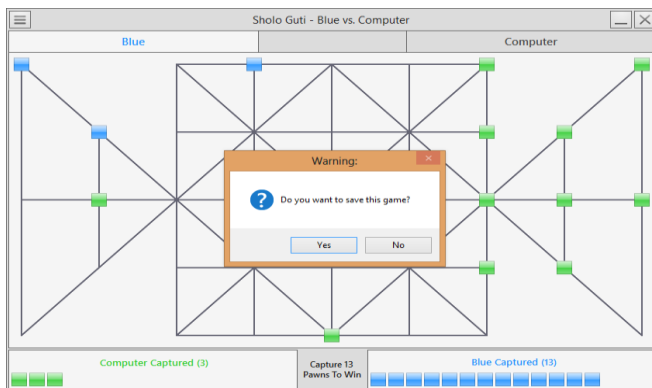 Sholo Guti - Blue vs. Computer
Blue
Computer
Warning:
Do you want to save this game?
Yes
No
Computer Captured (3)
Capture 13
Pawns To Win
Blue Captured (13)